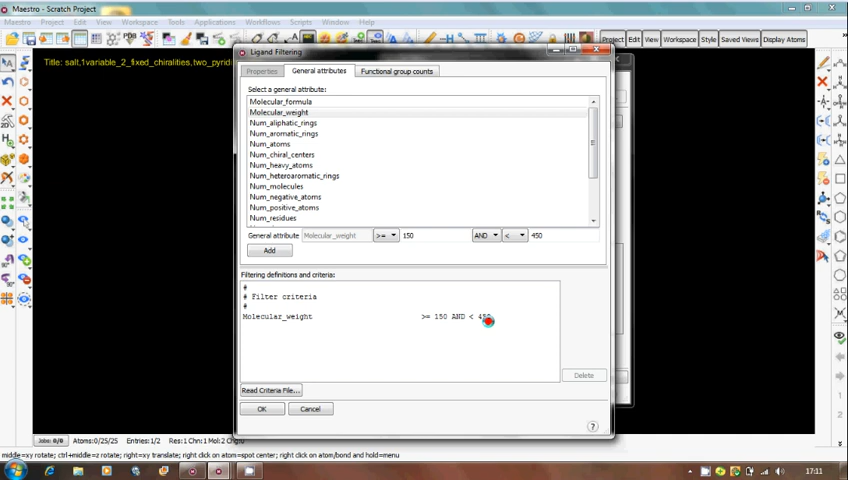 Maestro - Scratch Project
Maestro Project Edit View Workspace Tools Applications Workflows Scripts Window Help
Project Edit View Workspace Style Saved Views Display Atoms
Title: salt,1variable_2_fixed_chiralities,two_pyridi
Ligand Filtering
Properties General attributes Functional group counts
Select a general attribute:
Molecular_formula
Molecular_weight
Num_aliphatic_rings
Num_aromatic_rings
Num_atoms
Num_chiral_centers
Num_heavy_atoms
Num_heteroaromatic_rings
Num_molecules
Num_negative_atoms
Num_positive_atoms
Num_residues
General attribute Molecular_weight >= 150 AND < 450
Add
Filtering definitions and criteria:
#
# Filter criteria
#
Molecular_weight >= 150 AND < 450
Delete
Read Criteria File...
OK Cancel
?
Jobs: 0/0 Atoms:0/25/25 Entries:1/2 Res:1 Chn:1 Mol:2 Chg:0
middle=xy rotate; ctrl+middle=z rotate; right=xy translate; right click on atom=spot center; right click on atom/bond and hold=menu
17:11